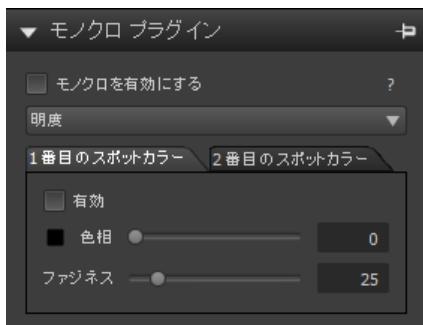 モノクロ プラグイン
モノクロを有効にする ?
明度
1番目のスポットカラー 2番目のスポットカラー
有効
色相 0
ファジネス 25